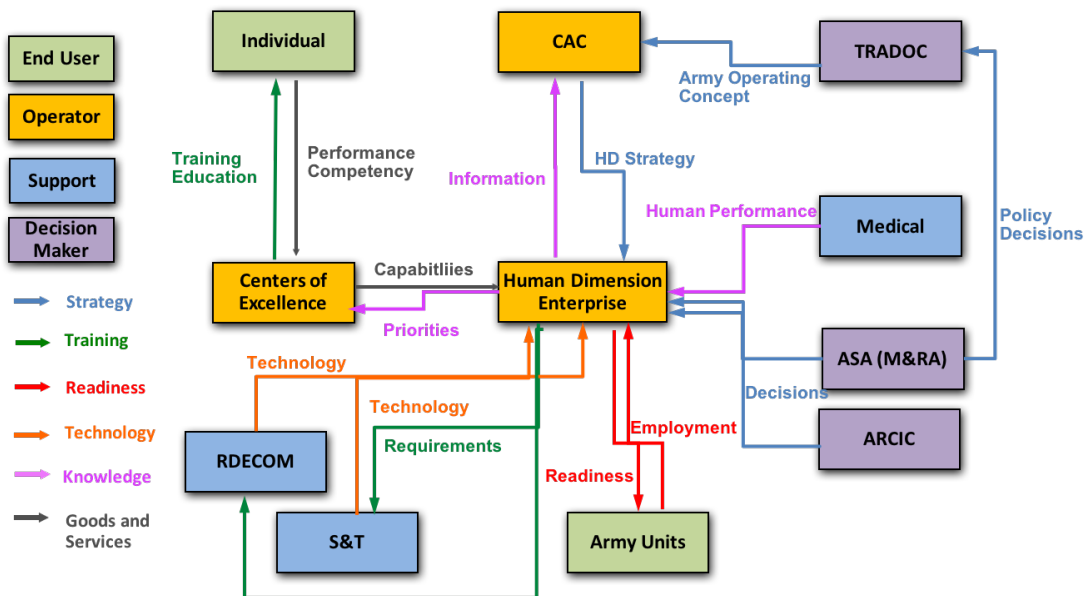 End User
Operator
Support
Decision
Maker
Strategy
Training
Readiness
Technology
Knowledge
Goods and
Services
Individual
CAC
TRADOC
Army Operating
Concept
Training
Education
Performance
Competency
Information
HD Strategy
Human Performance
Medical
Policy
Decisions
Centers of
Excellence
Capabitliies
Human Dimension
Enterprise
Priorities
Technology
Technology
ASA (M&RA)
Decisions
ARCIC
Requirements
Employment
Readiness
RDECOM
S&T
Army Units